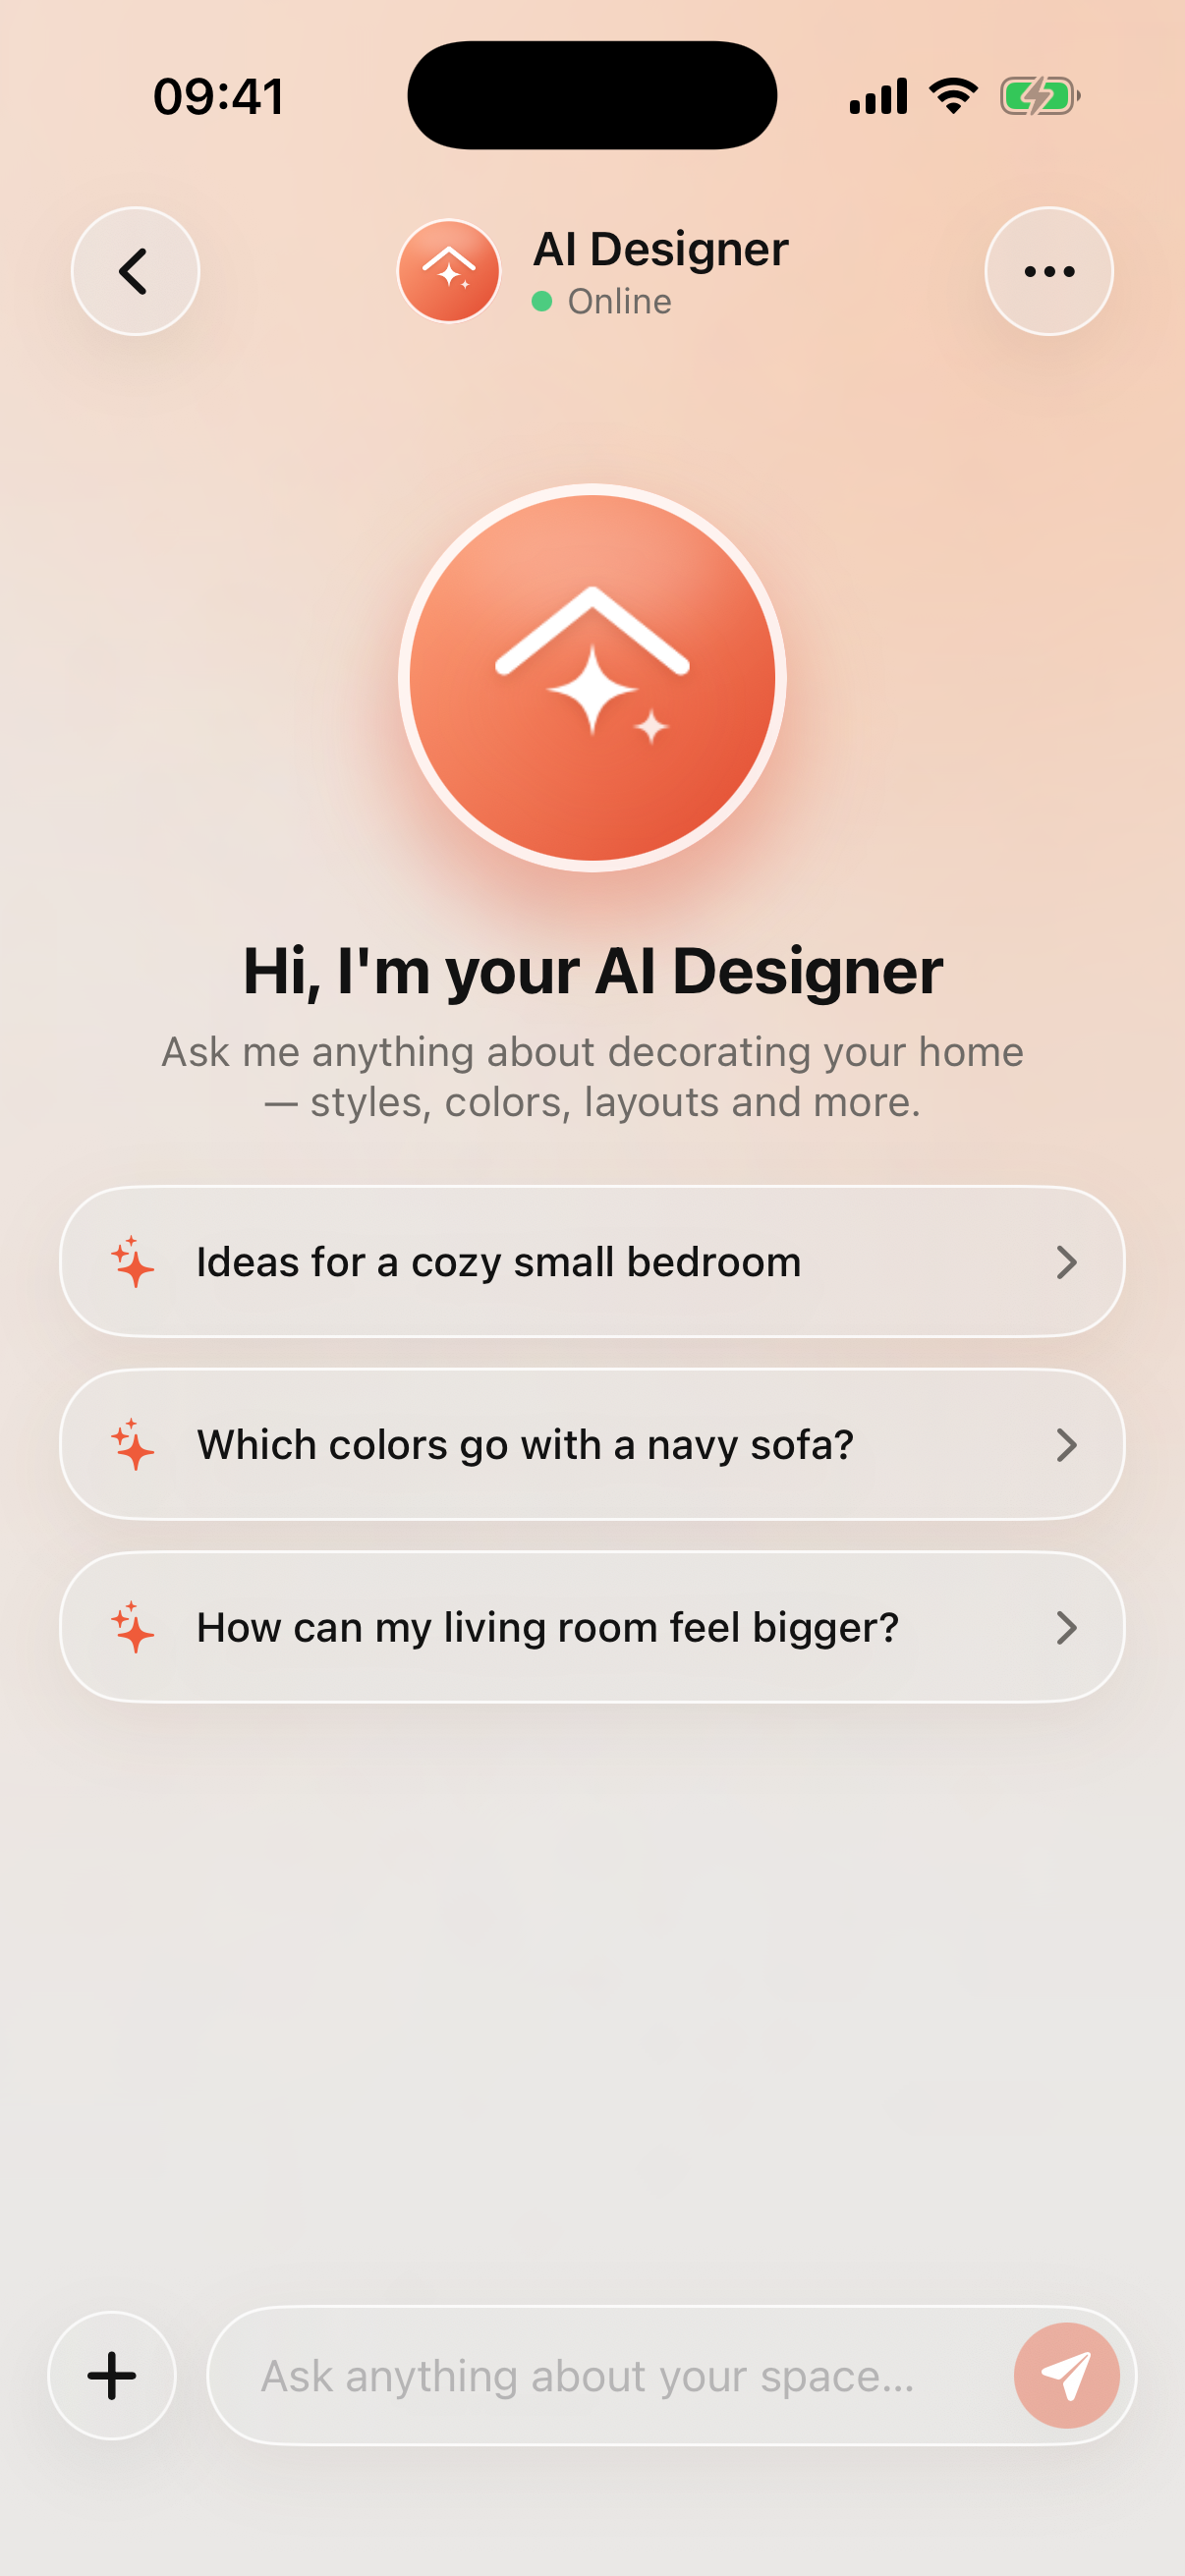 09:41
AI Designer
Online
Hi, I'm your AI Designer
Ask me anything about decorating your home
— styles, colors, layouts and more.
Ideas for a cozy small bedroom
Which colors go with a navy sofa?
How can my living room feel bigger?
Ask anything about your space...